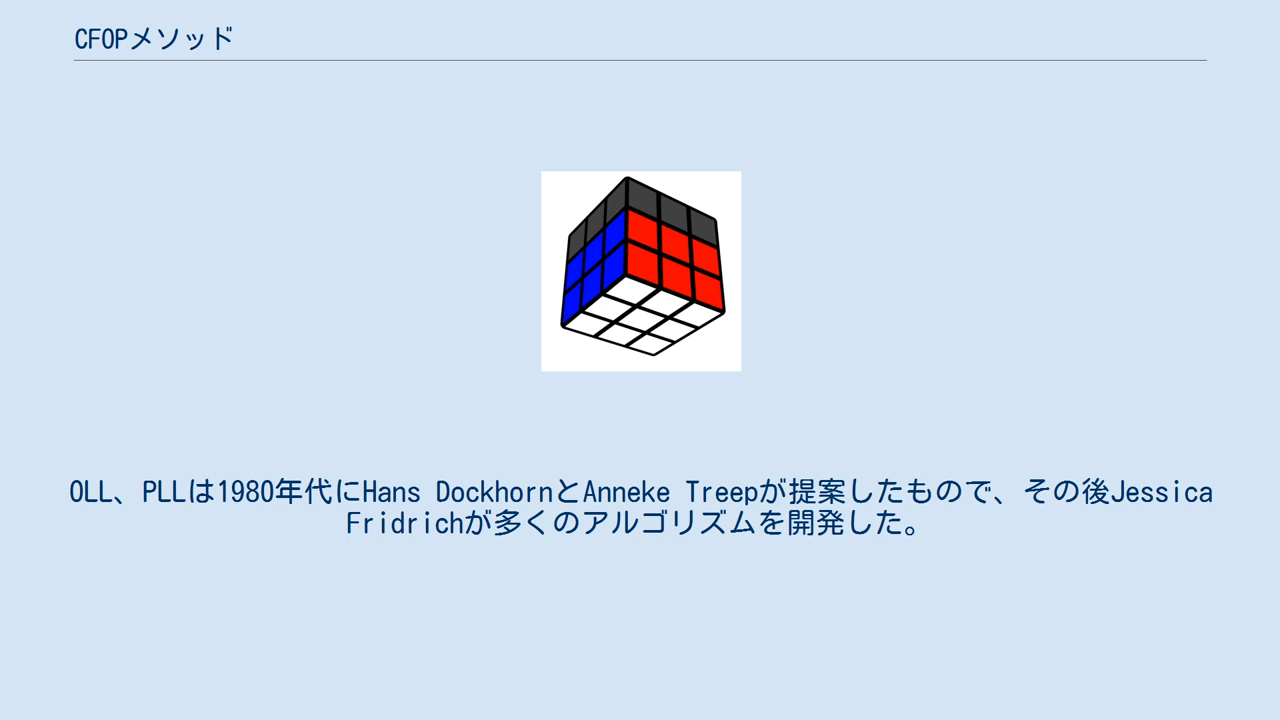 CFOPメソッド
OLL、PLLは1980年代にHans DockhornとAnneke Treepが提案したもので、その後Jessica
Fridrichが多くのアルゴリズムを開発した。